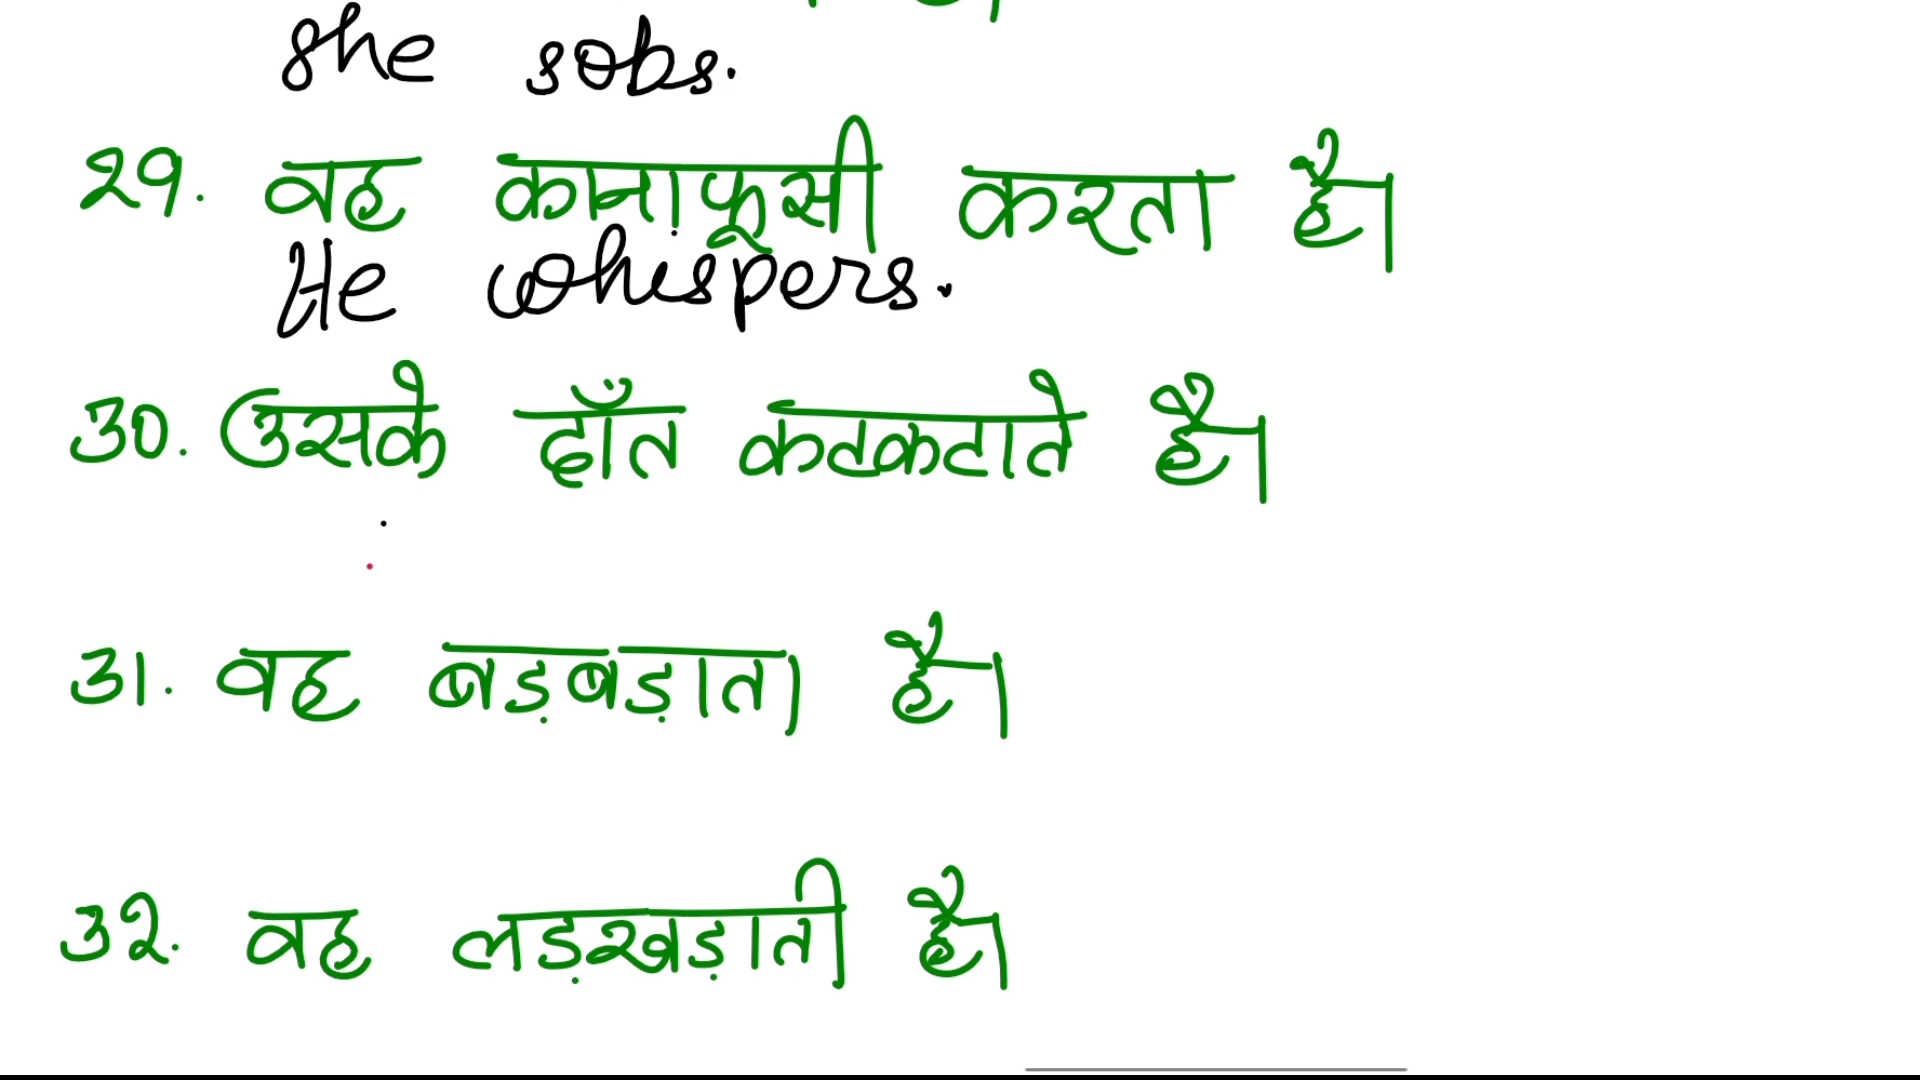 She sobs.
29. वह कानाफूसी करता है।
He whispers.
30. उसके दाँत कटकटाते है।
31. वह बड़बड़ाता है।
32. वह लड़खड़ाती है।